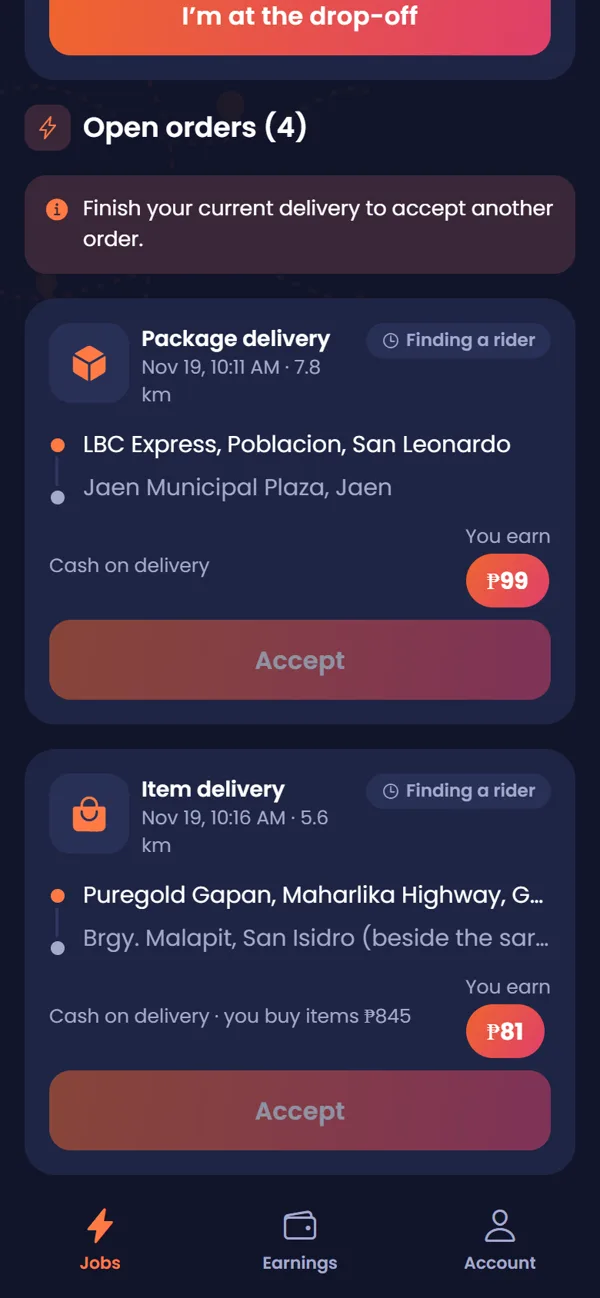 I'm at the drop-off
Open orders (4)
Finish your current delivery to accept another
order.
Package delivery
Finding a rider
Nov 19, 10:11 AM · 7.8
km
LBC Express, Poblacion, San Leonardo
Jaen Municipal Plaza, Jaen
You earn
Cash on delivery
₱99
Accept
Item delivery
Finding a rider
Nov 19, 10:16 AM · 5.6
km
Puregold Gapan, Maharlika Highway, G...
Brgy. Malapit, San Isidro (beside the sar...
You earn
Cash on delivery · you buy items ₱845
₱81
Accept
Jobs
Earnings
Account